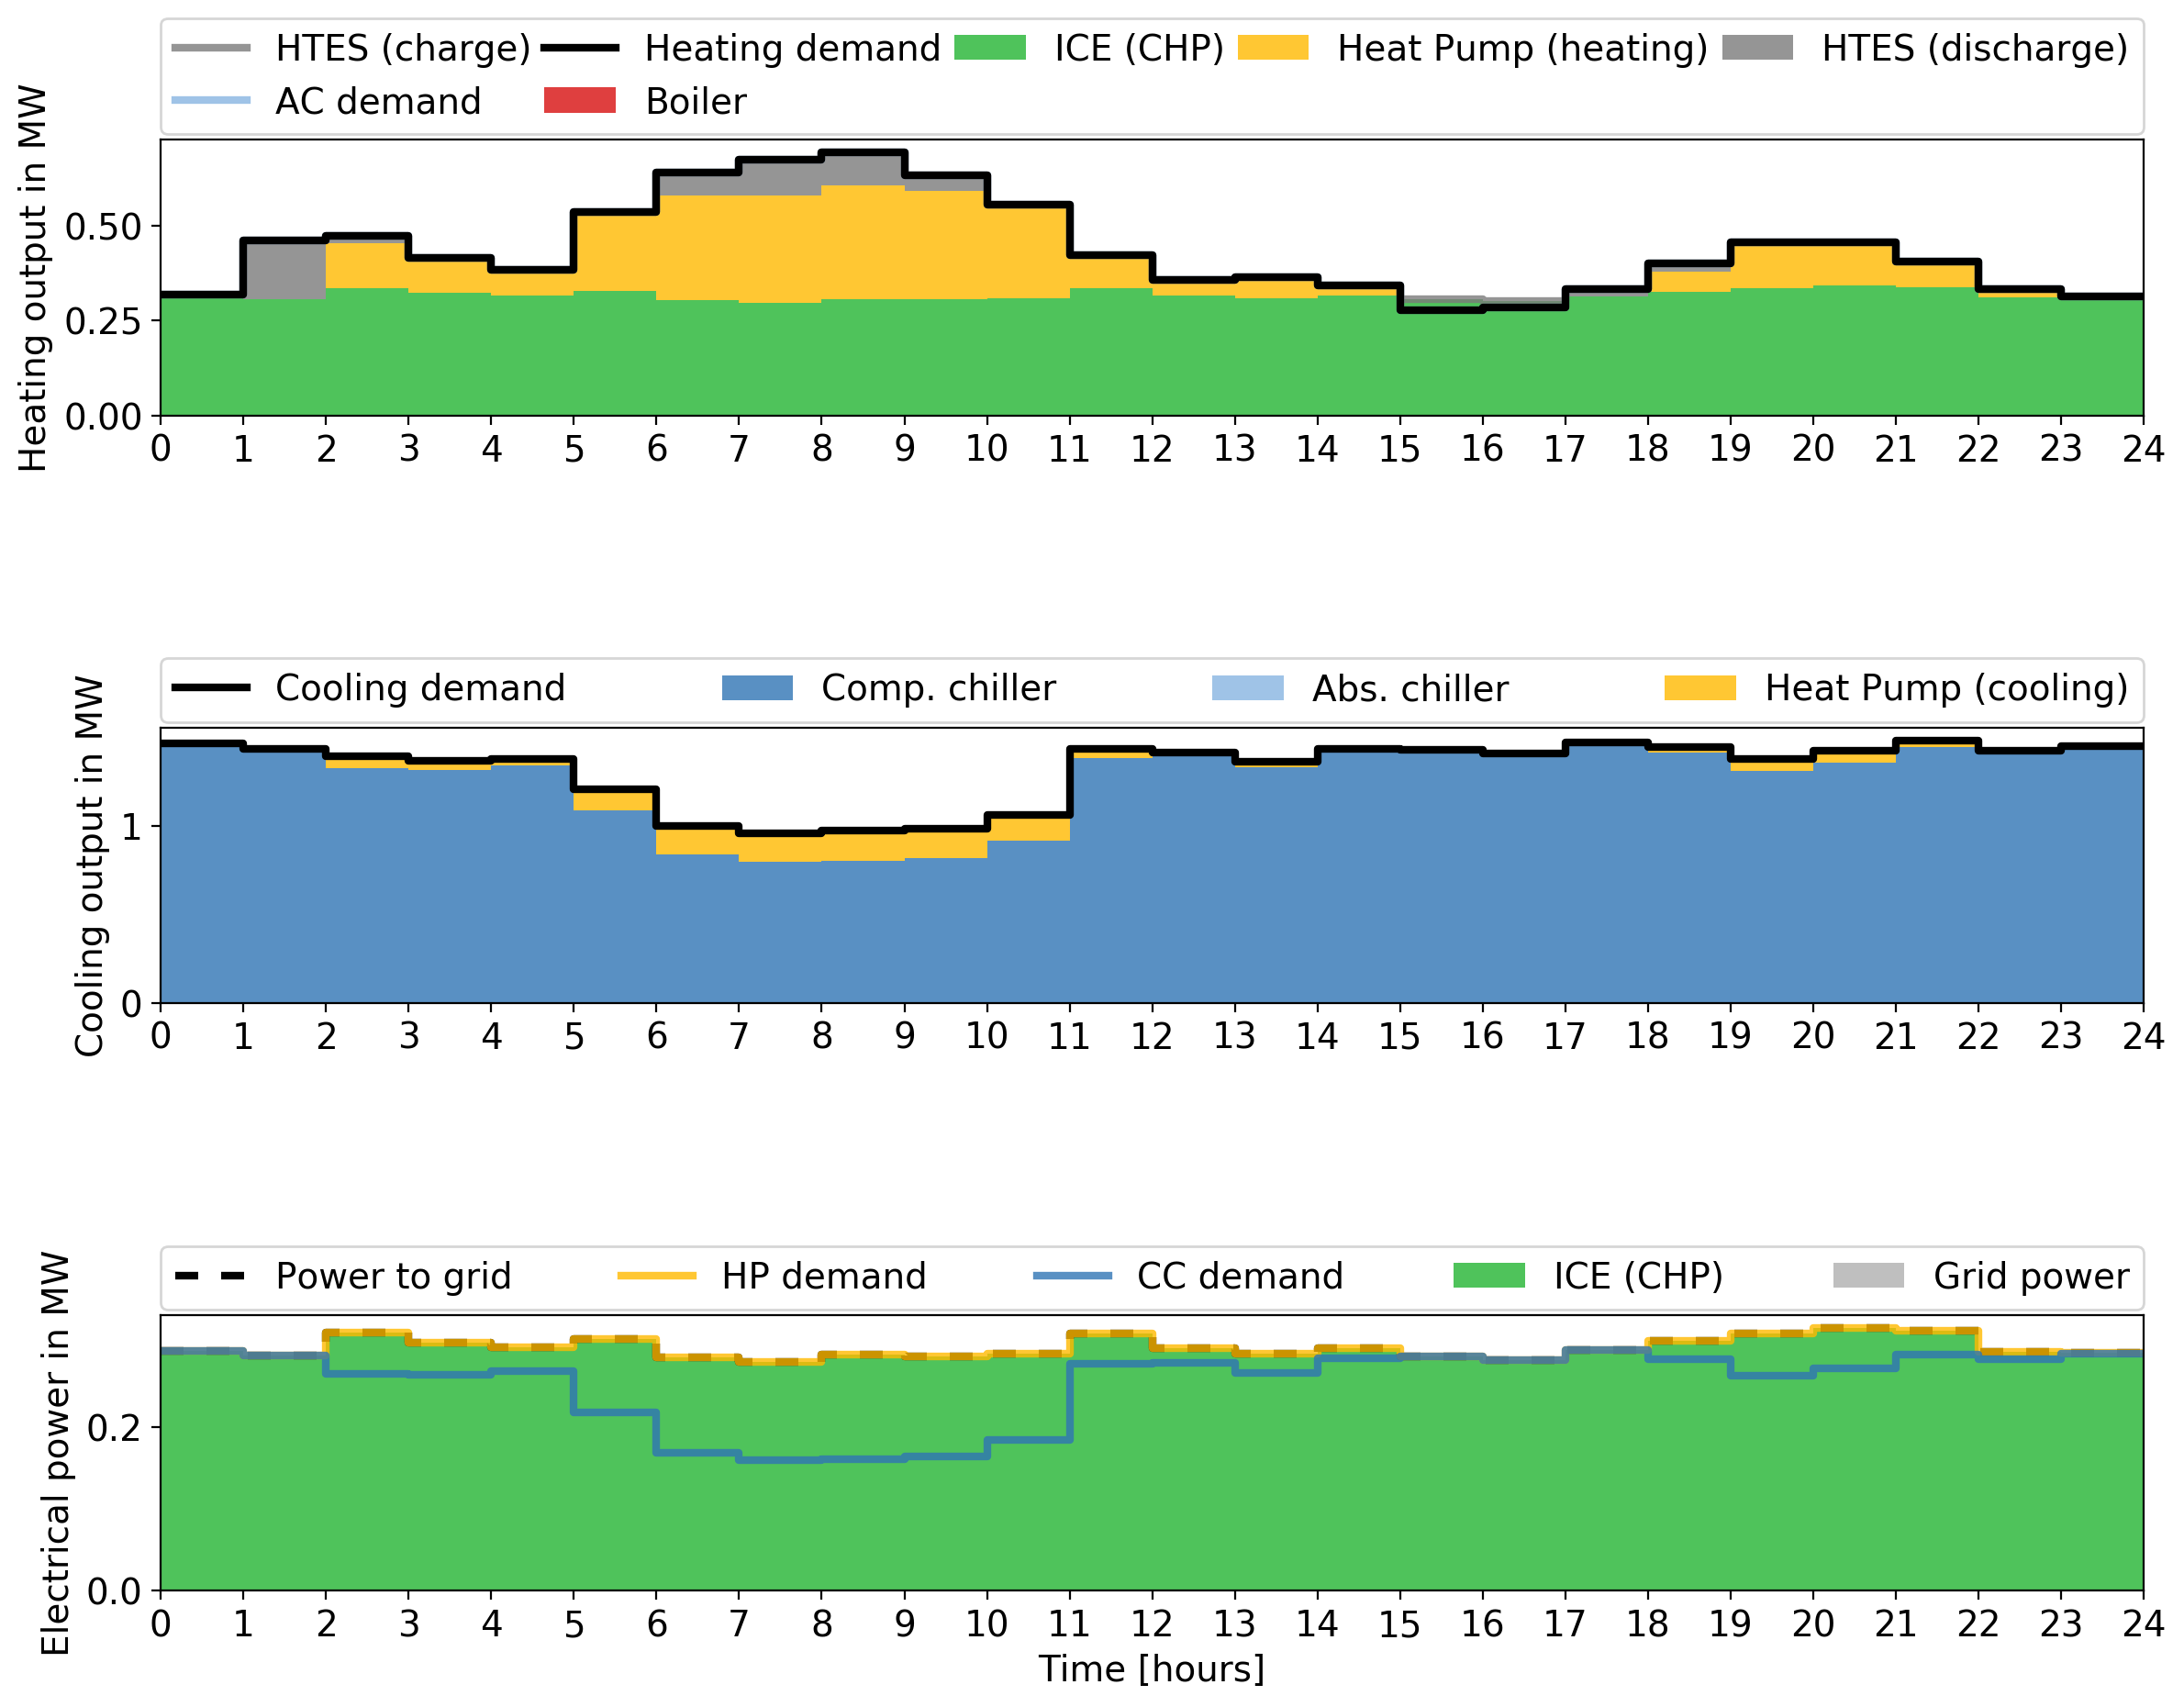 HTES (charge) Heating demand ICE (CHP) Heat Pump (heating) HTES (discharge)
AC demand Boiler
Heating output in MW
0.50
0.25
0.00
0 1 2 3 4 5 6 7 8 9 10 11 12 13 14 15 16 17 18 19 20 21 22 23 24
Cooling demand Comp. chiller Abs. chiller Heat Pump (cooling)
Cooling output in MW
1
0
0 1 2 3 4 5 6 7 8 9 10 11 12 13 14 15 16 17 18 19 20 21 22 23 24
Power to grid HP demand CC demand ICE (CHP) Grid power
Electrical power in MW
0.2
0.0
0 1 2 3 4 5 6 7 8 9 10 11 12 13 14 15 16 17 18 19 20 21 22 23 24
Time [hours]